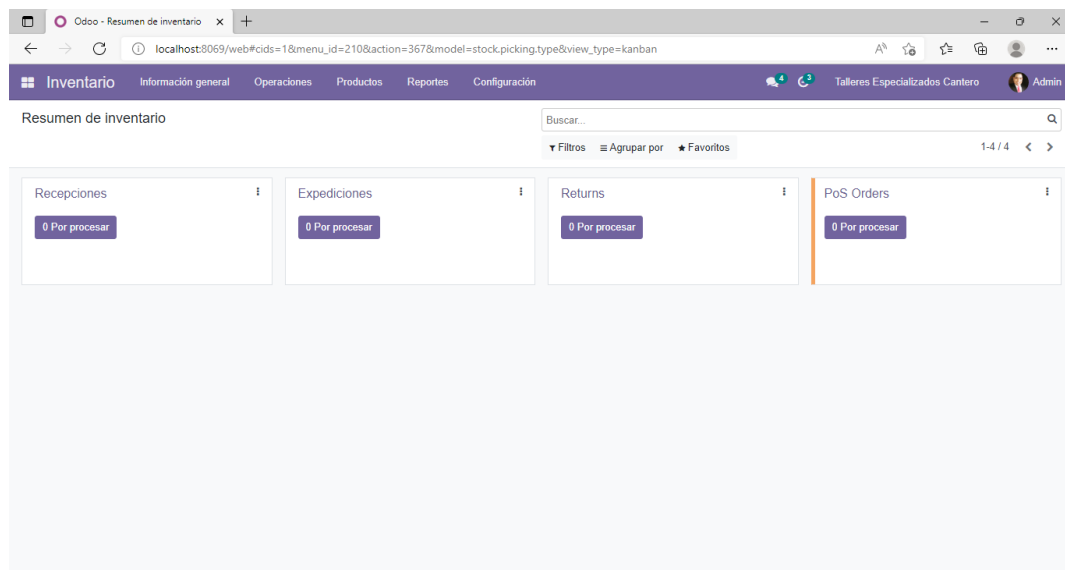 Odoo - Resumen de inventario
localhost:8069/web#cids=1&menu_id=210&action=367&model=stock.picking.type&view_type=kanban
Inventario Información general Operaciones Productos Reportes Configuración 4 3 Talleres Especializados Cantero Admin
Resumen de inventario
Buscar...
Filtros Agrupar por Favoritos 1-4 / 4
Recepciones Expediciones Returns PoS Orders
0 Por procesar 0 Por procesar 0 Por procesar 0 Por procesar